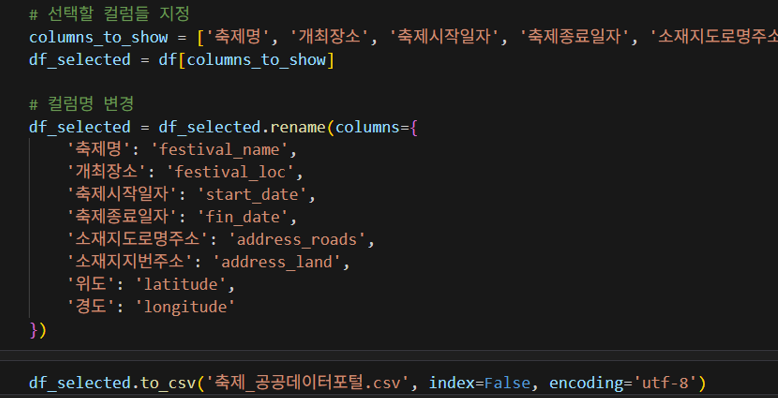 # 선택할 컬럼들 지정
columns_to_show = ['축제명', '개최장소', '축제시작일자', '축제종료일자', '소재지도로명주소
df_selected = df[columns_to_show]
# 컬럼명 변경
df_selected = df_selected.rename(columns={
'축제명': 'festival_name',
'개최장소': 'festival_loc',
'축제시작일자': 'start_date',
'축제종료일자': 'fin_date',
'소재지도로명주소': 'address_roads',
'소재지지번주소': 'address_land',
'위도': 'latitude',
'경도': 'longitude'
})
df_selected.to_csv('축제_공공데이터포털.csv', index=False, encoding='utf-8')